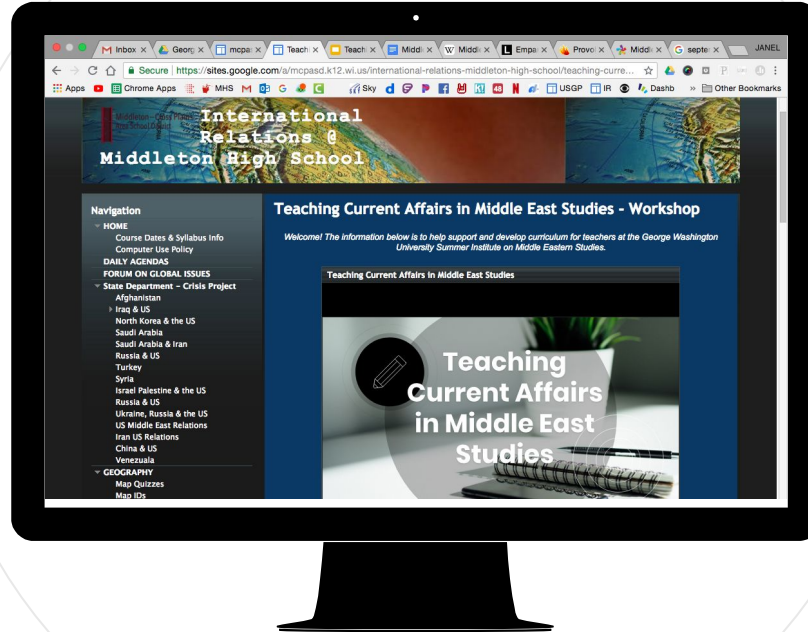 Inbox
Georg
mcpai
Teachi
Teach
Middl
Middl
Empai
Provol
Middl
septe
JANEL
Secure https://sites.google.com/a/mcpasd.k12.wi.us/international-relations-middleton-high-school/teaching-curre...
Apps Chrome Apps MHS Sky USGP IR Dashb » Other Bookmarks
International
Relations @
Middleton High School
Navigation
HOME
Course Dates & Syllabus Info
Computer Use Policy
DAILY AGENDAS
FORUM ON GLOBAL ISSUES
State Department - Crisis Project
Afghanistan
Iraq & US
North Korea & the US
Saudi Arabia
Saudi Arabia & Iran
Russia & US
Turkey
Syria
Israel Palestine & the US
Russia & US
Ukraine, Russia & the US
US Middle East Relations
Iran US Relations
China & US
Venezuala
GEOGRAPHY
Map Quizzes
Map IDs
Teaching Current Affairs in Middle East Studies - Workshop
Welcome! The information below is to help support and develop curriculum for teachers at the George Washington
University Summer Institute on Middle Eastern Studies.
Teaching Current Affairs in Middle East Studies
Teaching
Current Affairs
in Middle East
Studies